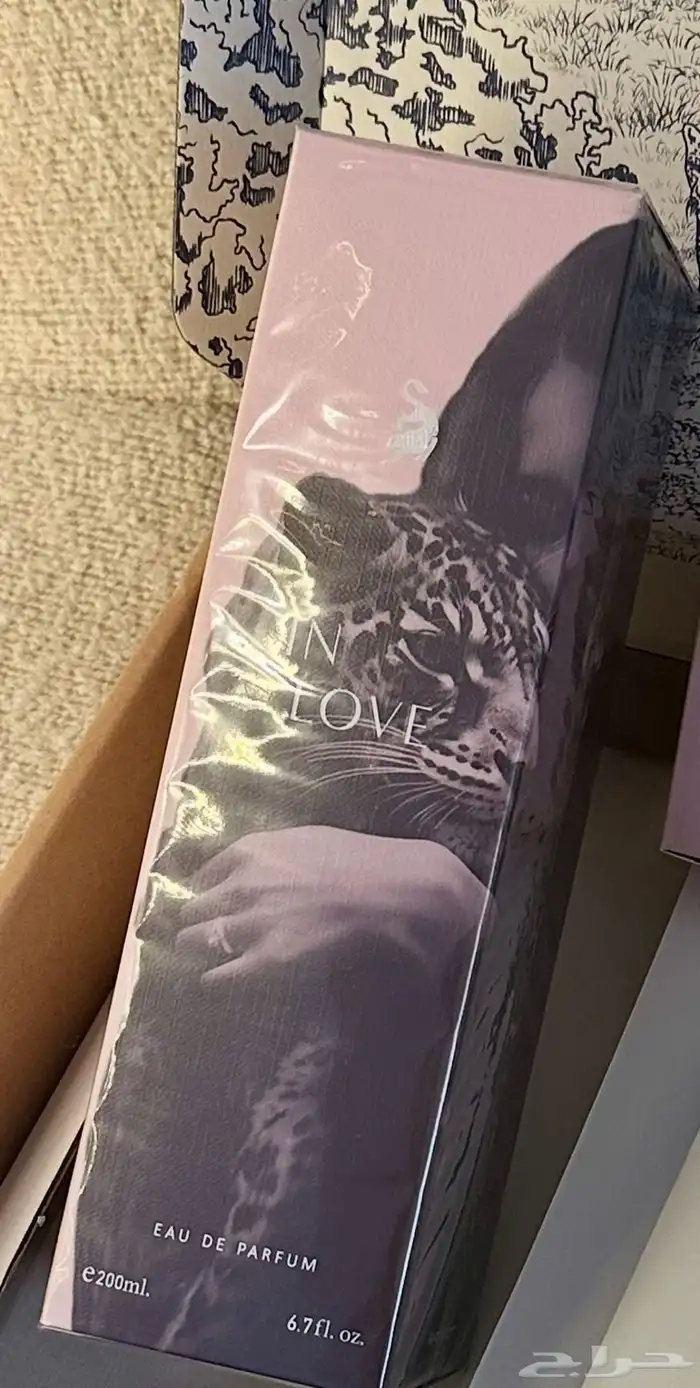 IN
LOVE
EAU DE PARFUM
e200ml.
6.7fl. oz.
حراج